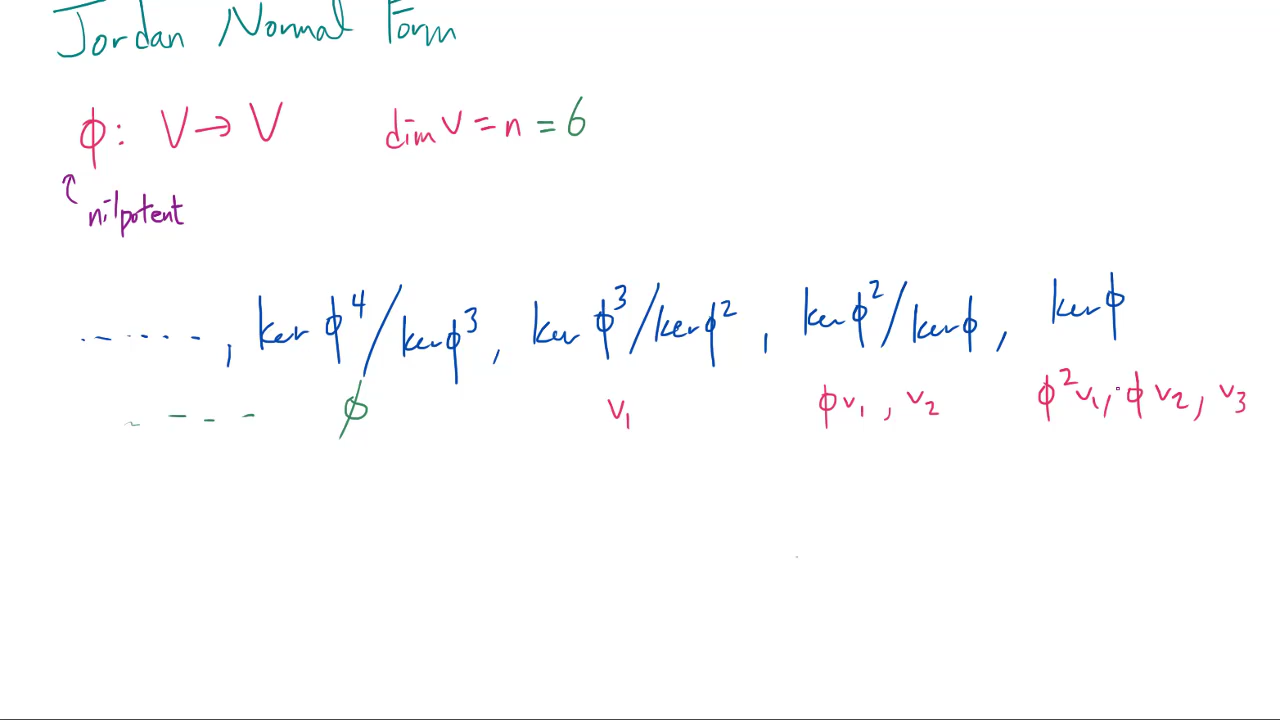 Jordan Normal Form
ϕ: V → V dim V = n = 6
nilpotent
------, ker ϕ⁴/ker ϕ³, ker ϕ³/ker ϕ², ker ϕ²/ker ϕ, ker ϕ
---- ∅ v₁ ϕv₁, v₂ ϕ²v₁, ϕv₂, v₃